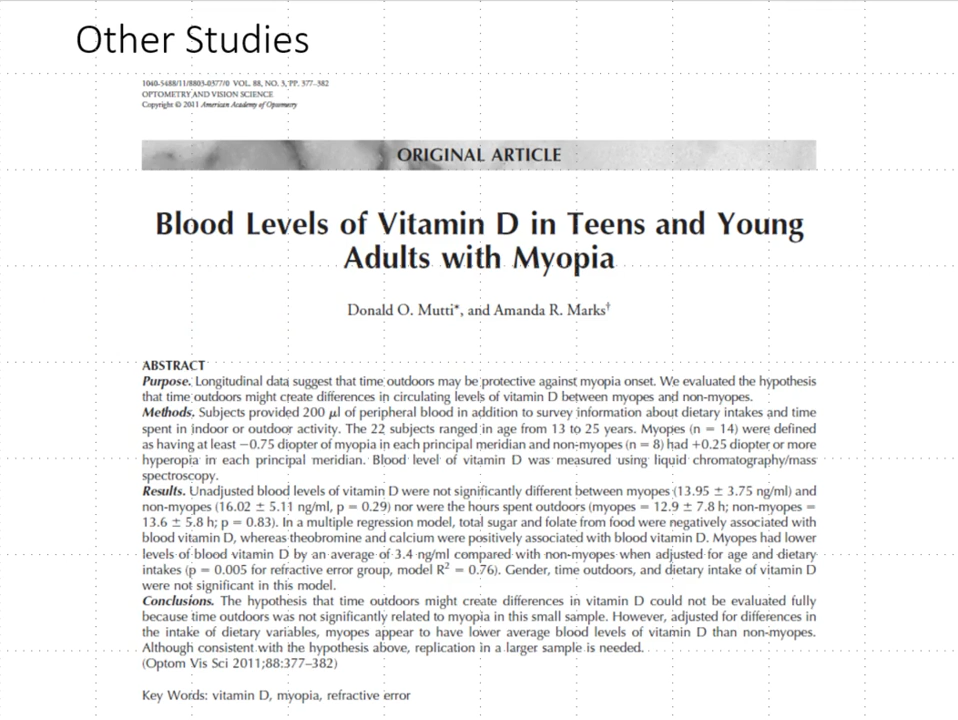 Other Studies
1040-5488/11/8803-0377/0 VOL. 88, NO. 3, PP. 377–382
OPTOMETRY AND VISION SCIENCE
Copyright © 2011 American Academy of Optometry
ORIGINAL ARTICLE
Blood Levels of Vitamin D in Teens and Young
Adults with Myopia
Donald O. Mutti*, and Amanda R. Marks†
ABSTRACT
Purpose. Longitudinal data suggest that time outdoors may be protective against myopia onset. We evaluated the hypothesis
that time outdoors might create differences in circulating levels of vitamin D between myopes and non-myopes.
Methods. Subjects provided 200 μl of peripheral blood in addition to survey information about dietary intakes and time
spent in indoor or outdoor activity. The 22 subjects ranged in age from 13 to 25 years. Myopes (n = 14) were defined
as having at least −0.75 diopter of myopia in each principal meridian and non-myopes (n = 8) had +0.25 diopter or more
hyperopia in each principal meridian. Blood level of vitamin D was measured using liquid chromatography/mass
spectroscopy.
Results. Unadjusted blood levels of vitamin D were not significantly different between myopes (13.95 ± 3.75 ng/ml) and
non-myopes (16.02 ± 5.11 ng/ml, p = 0.29) nor were the hours spent outdoors (myopes = 12.9 ± 7.8 h; non-myopes =
13.6 ± 5.8 h; p = 0.83). In a multiple regression model, total sugar and folate from food were negatively associated with
blood vitamin D, whereas theobromine and calcium were positively associated with blood vitamin D. Myopes had lower
levels of blood vitamin D by an average of 3.4 ng/ml compared with non-myopes when adjusted for age and dietary
intakes (p = 0.005 for refractive error group, model R² = 0.76). Gender, time outdoors, and dietary intake of vitamin D
were not significant in this model.
Conclusions. The hypothesis that time outdoors might create differences in vitamin D could not be evaluated fully
because time outdoors was not significantly related to myopia in this small sample. However, adjusted for differences in
the intake of dietary variables, myopes appear to have lower average blood levels of vitamin D than non-myopes.
Although consistent with the hypothesis above, replication in a larger sample is needed.
(Optom Vis Sci 2011;88:377–382)
Key Words: vitamin D, myopia, refractive error